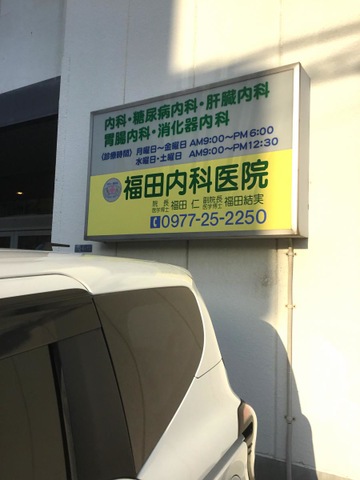 内科・糖尿病内科・肝臓内科
胃腸内科・消化器内科
〈診療時間〉 月曜日〜金曜日 AM9:00〜PM6:00
水曜日・土曜日 AM9:00〜PM12:30
福田内科医院
院長 医学博士 福田 仁 副院長 医学博士 福田結実
0977-25-2250